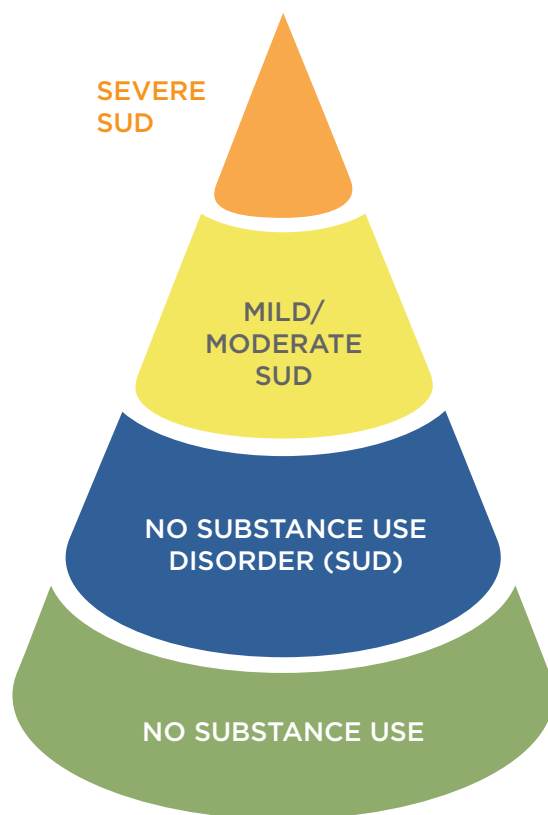 SEVERE
SUD
MILD/
MODERATE
SUD
NO SUBSTANCE USE
DISORDER (SUD)
NO SUBSTANCE USE